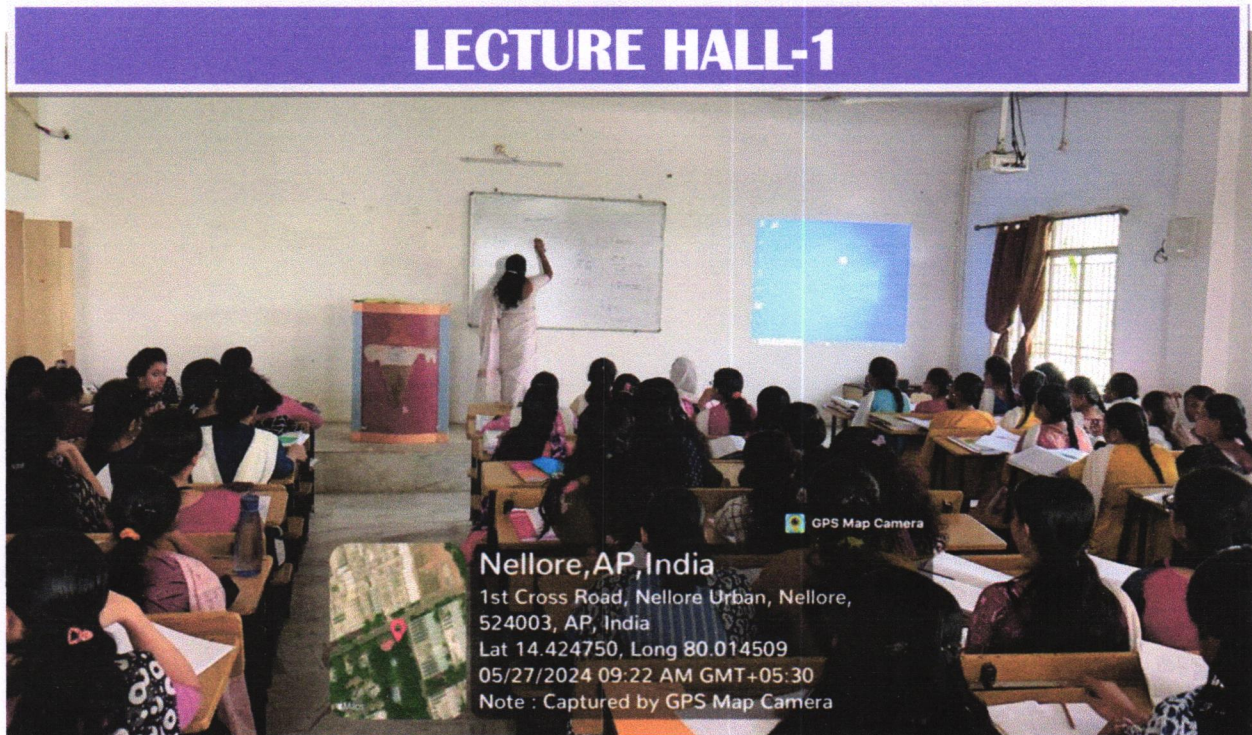 LECTURE HALL-1
GPS Map Camera
Nellore,AP,India
1st Cross Road, Nellore Urban, Nellore,
524003, AP, India
Lat 14.424750, Long 80.014509
05/27/2024 09:22 AM GMT+05:30
Note : Captured by GPS Map Camera